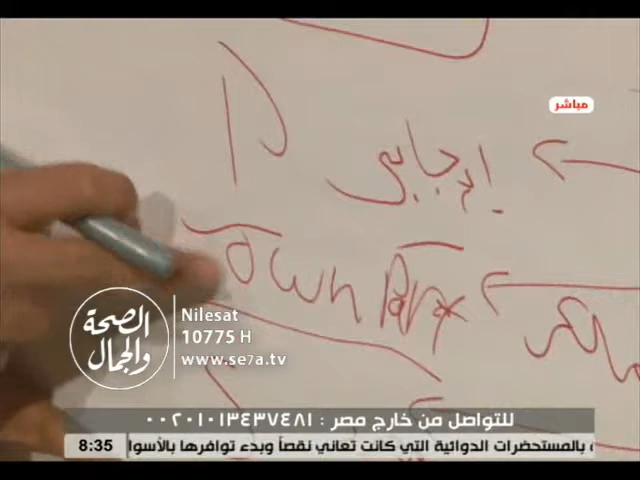 مباشر
إيجابي
الصحة
والجمال
Nilesat
10775 H
www.se7a.tv
للتواصل من خارج مصر : ٠٠٢٠١٠١٣٤٣٧٤٨١
8:35
ة بالمستحضرات الدوائية التي كانت تعاني نقصاً وبدء توافرها بالأسوا